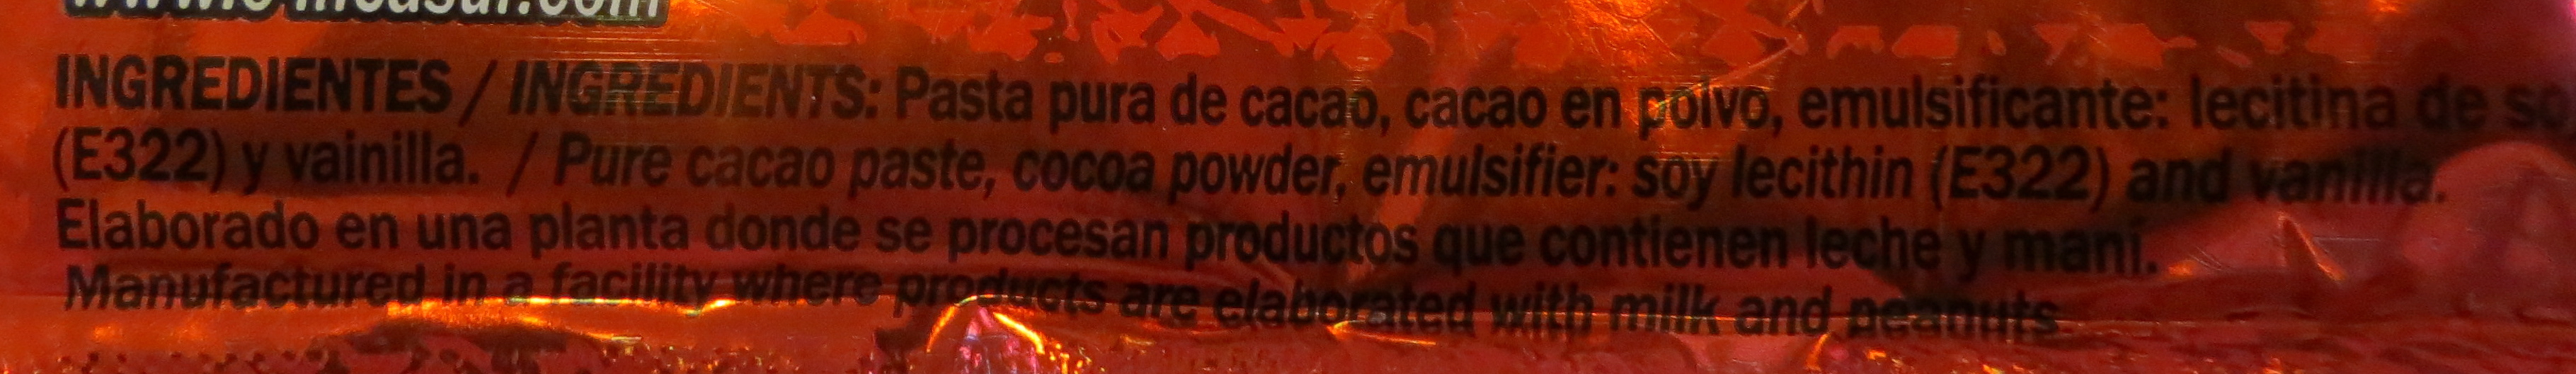 INGREDIENTES / INGREDIENTS: Pasta pura de cacao, cacao en polvo, emulsificante: lecitina de
(E322) y vainilla. / Pure cacao paste, cocoa powder, emulsifier: soy lecithin (E322) and vanilla.
Elaborado en una planta donde se procesan productos que contienen leche y maní.
Manufactured in a facility where products are elaborated with milk and peanuts